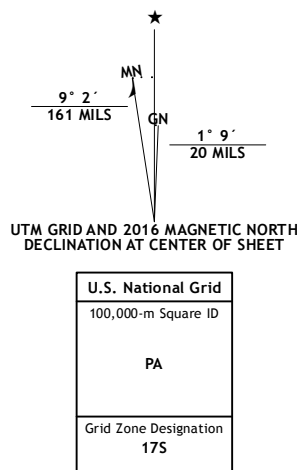 ★
MN
GN
9° 2´
161 MILS
1° 9´
20 MILS
UTM GRID AND 2016 MAGNETIC NORTH
DECLINATION AT CENTER OF SHEET
U.S. National Grid
100,000-m Square ID
PA
Grid Zone Designation
17S